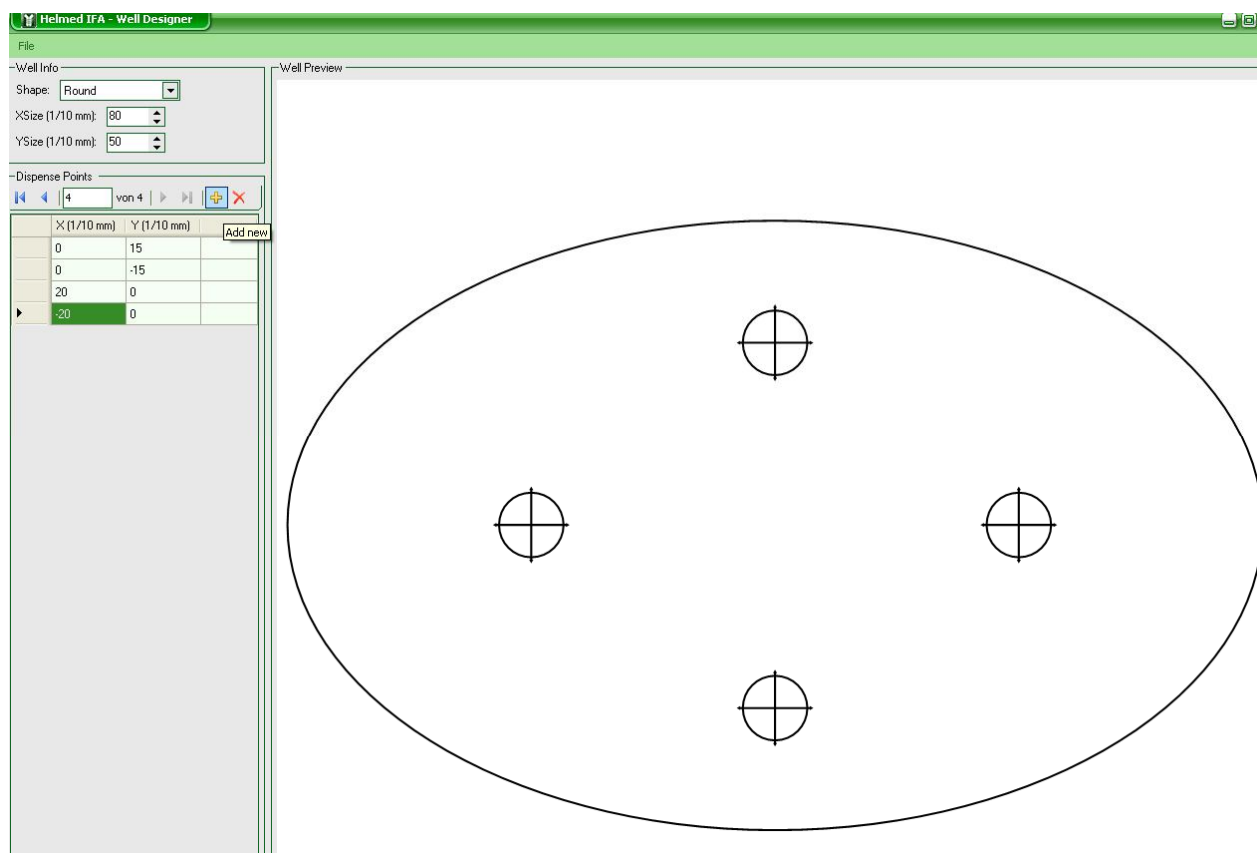 Helmed IFA - Well Designer
File
Well Info
Shape: Round
XSize (1/10 mm): 80
YSize (1/10 mm): 50
Dispense Points
4 von 4
X (1/10 mm) Y (1/10 mm)
Add new
0 15
0 -15
20 0
-20 0
Well Preview